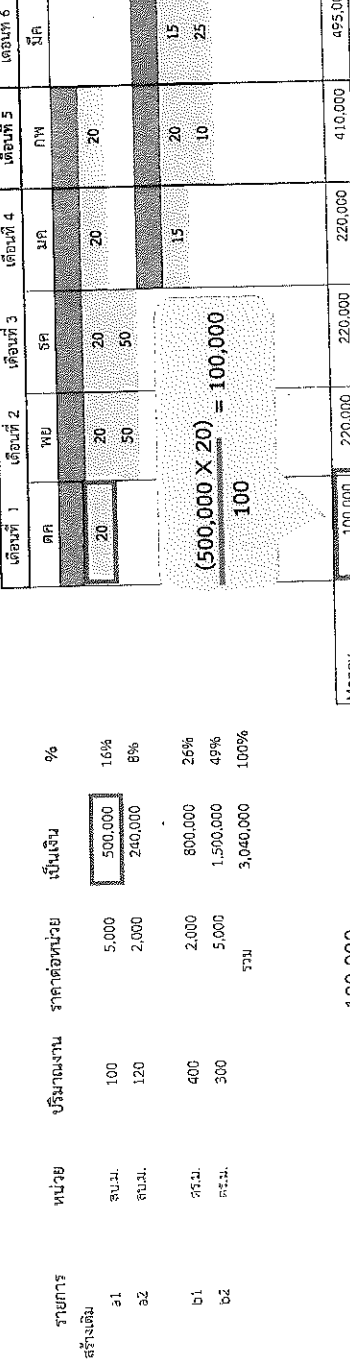 เดือนที่ 1 เดือนที่ 2 เดือนที่ 3 เดือนที่ 4 เดือนที่ 5 เดือนที่ 6
รายการ หน่วย ปริมาณงาน ราคาต่อหน่วย เป็นเงิน % ตค พย ธค มค กพ มีค
สร้างเดิม
a1 ลบ.ม. 100 5,000 500,000 16% 20 20 20 20 20
a2 ลบ.ม. 120 2,000 240,000 8% 50 50
b1 ตร.ม. 400 2,000 800,000 26% 15 20 15
b2 ตร.ม. 300 5,000 1,500,000 49% 10 25
รวม 3,040,000 100%
(500,000 X 20) = 100,000
100
100,000 220,000 220,000 220,000 410,000